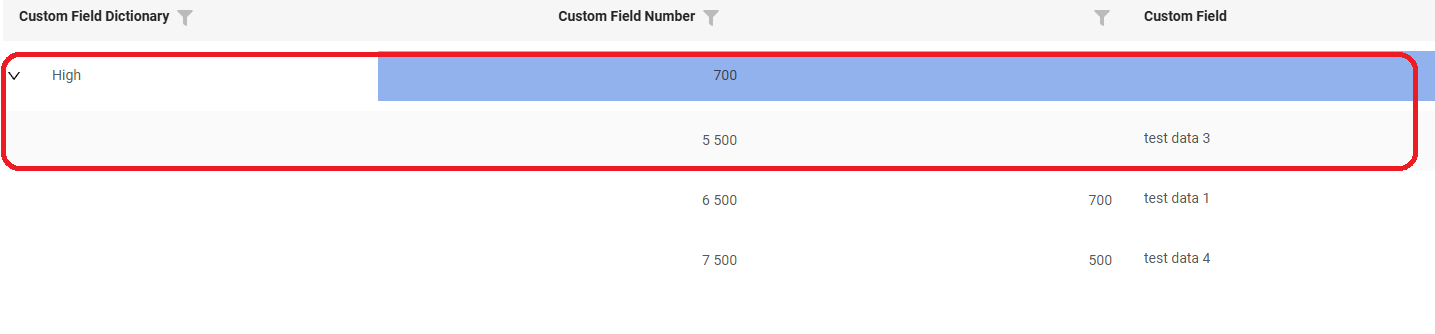 Custom Field Dictionary Custom Field Number Custom Field
High 700
5 500 test data 3
6 500 700 test data 1
7 500 500 test data 4